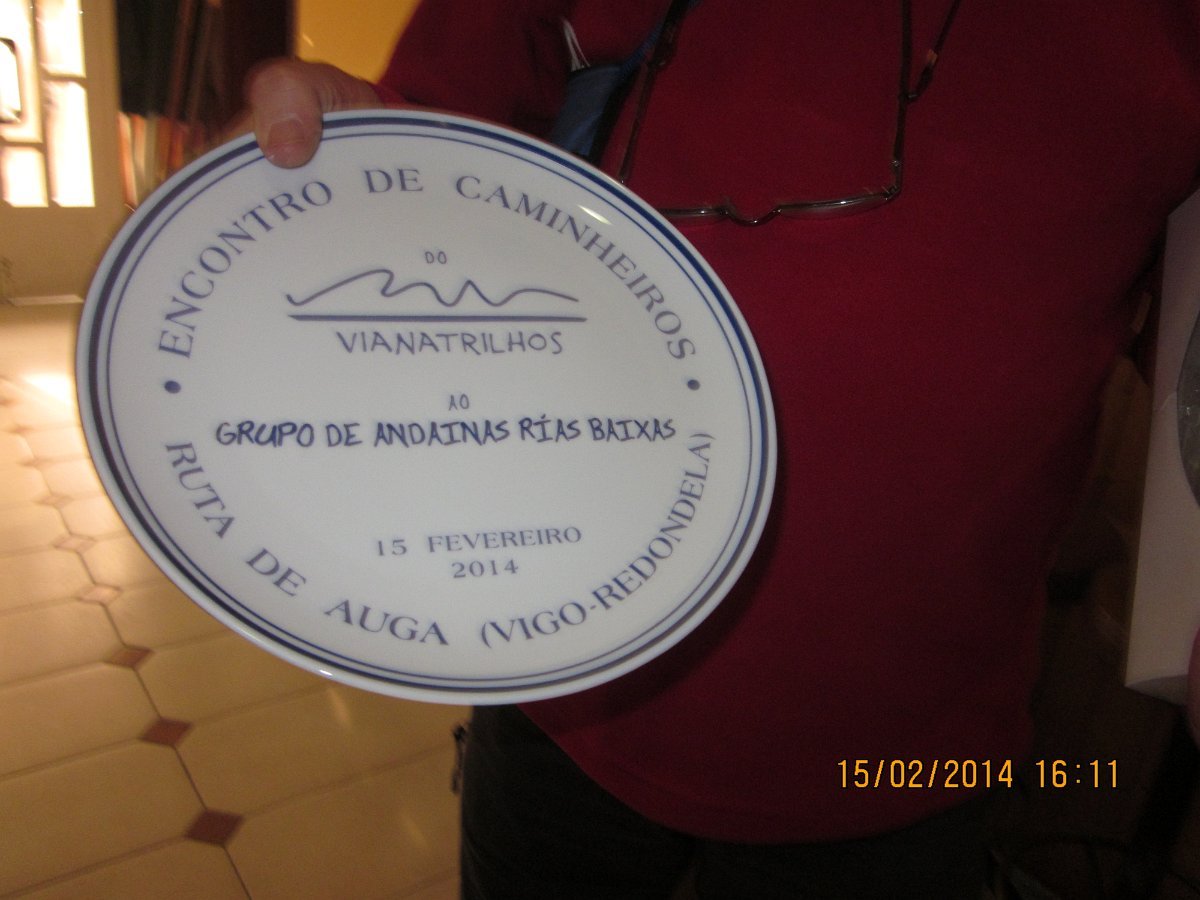 ENCONTRO DE CAMINHEIROS
DO
VIANATRILHOS
AO
GRUPO DE ANDAINAS RÍAS BAIXAS
15 FEVEREIRO
2014
RUTA DE AUGA (VIGO-REDONDELA)
15/02/2014 16:11